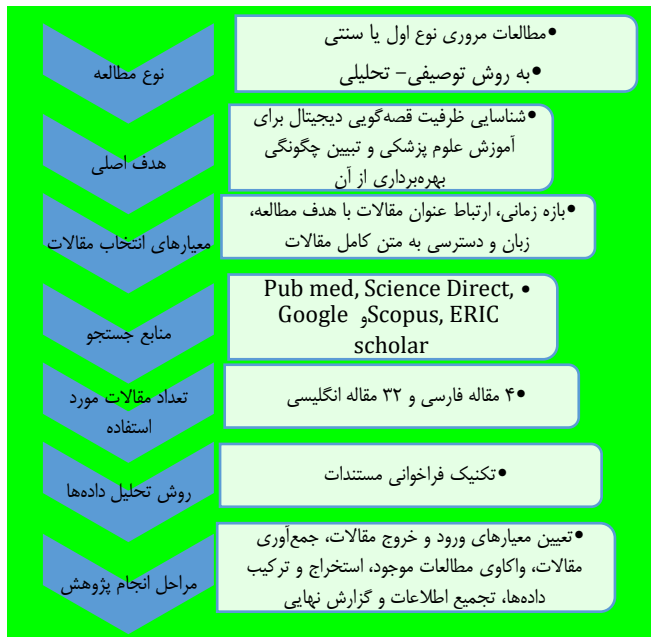 نوع مطالعه
•مطالعات مروری نوع اول یا سنتی
•به روش توصیفی- تحلیلی
هدف اصلی
•شناسایی ظرفیت قصه‌گویی دیجیتال برای
آموزش علوم پزشکی و تبیین چگونگی
بهره‌برداری از آن
معیارهای انتخاب مقالات
•بازه زمانی، ارتباط عنوان مقالات با هدف مطالعه،
زبان و دسترسی به متن کامل مقالات
منابع جستجو
Pub med, Science Direct, •
Google وScopus, ERIC
scholar
تعداد مقالات مورد
استفاده
•۴ مقاله فارسی و ۳۲ مقاله انگلیسی
روش تحلیل داده‌ها
•تکنیک فراخوانی مستندات
مراحل انجام پژوهش
•تعیین معیارهای ورود و خروج مقالات، جمع‌آوری
مقالات، واکاوی مطالعات موجود، استخراج و ترکیب
داده‌ها، تجمیع اطلاعات و گزارش نهایی